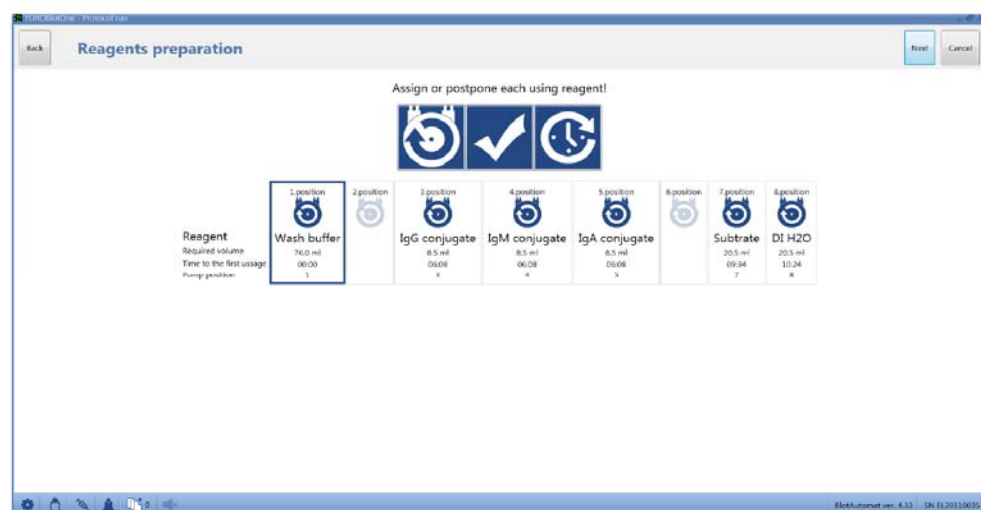 EUROBlotOne - Protocol run
Back
Reagents preparation
Next
Cancel
Assign or postpone each using reagent!
1.position 2.position 3.position 4.position 5.position 6.position 7.position 8.position
Reagent Wash buffer IgG conjugate IgM conjugate IgA conjugate Subtrate DI H2O
Required volume 76.0 ml 8.5 ml 8.5 ml 8.5 ml 20.5 ml 20.5 ml
Time to the first ussage 00:00 06:08 06:08 06:08 09:34 10:24
Pump position 1 3 4 5 7 8
0
BlotAutomat ver. 4.33 SN EL20110035